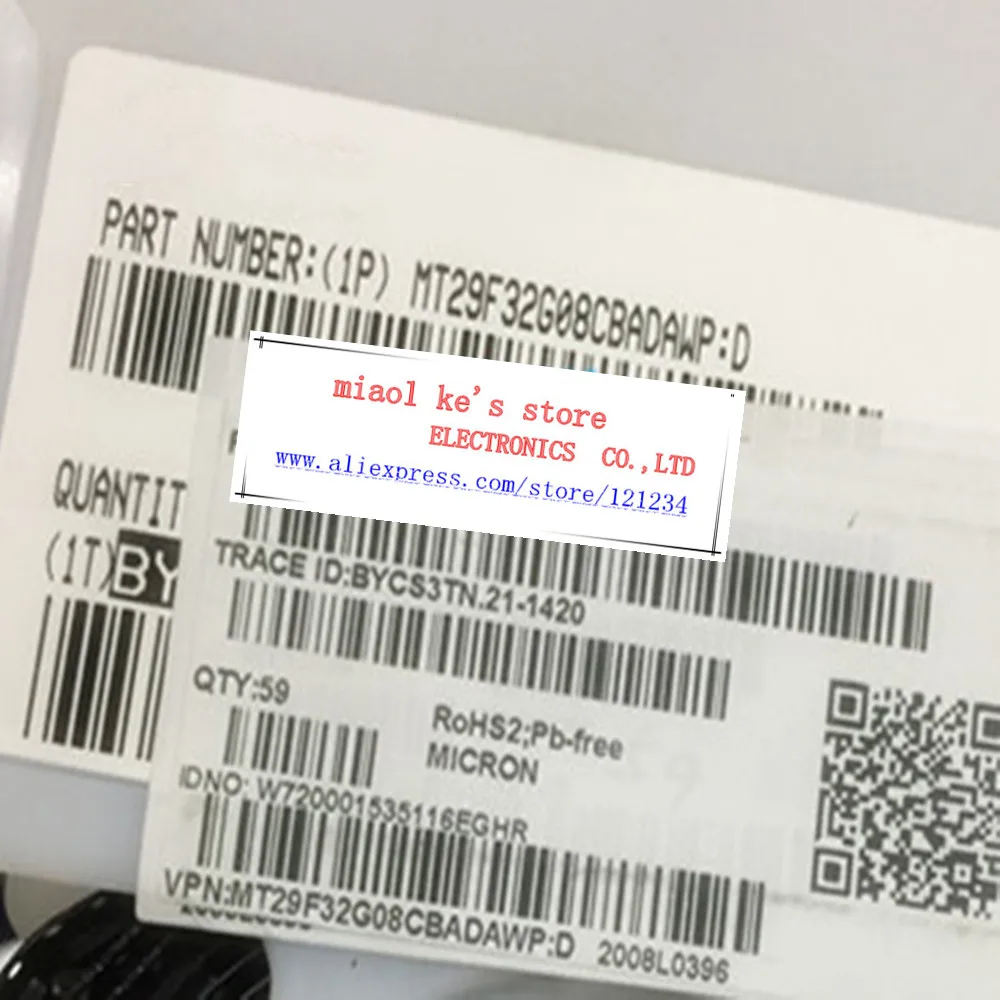 PART NUMBER:(1P) MT29F32G08CBADAWP:D
miaol ke's store
ELECTRONICS CO.,LTD
www.aliexpress.com/store/121234
QUANTIT
(1T)BY
TRACE ID:BYCS3TN.21-1420
QTY:59
RoHS2;Pb-free
MICRON
IDNO: W720001535116EGHR
VPN:MT29F32G08CBADAWP:D 2008L0396